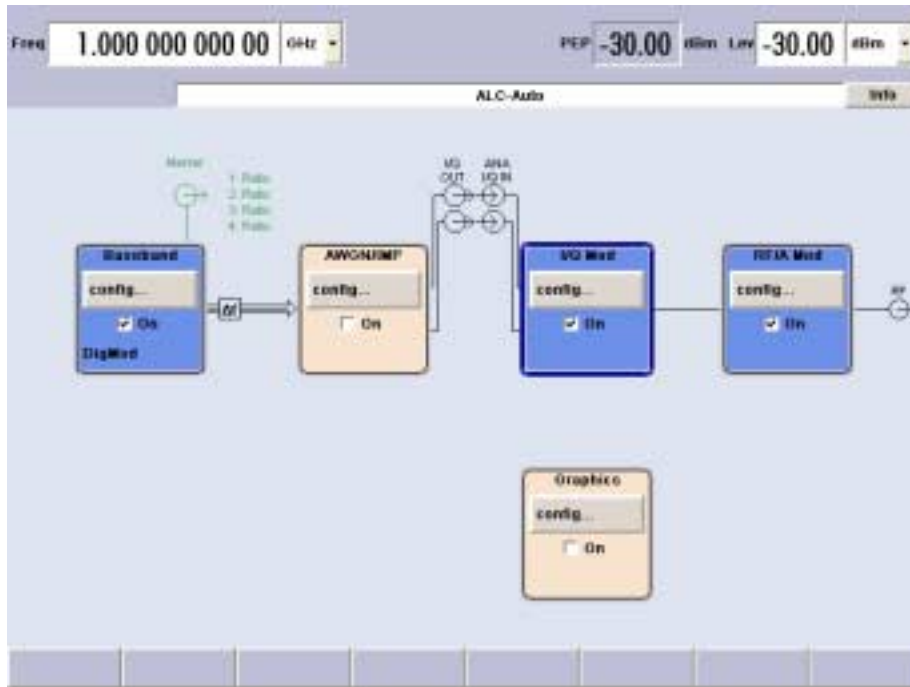 Freq 1.000 000 000 00 GHz PEP -30.00 dBm Lev -30.00 dBm
ALC-Auto Info
I/Q OUT
ANA I/Q IN
Baseband
config...
On
DigMod
AWGN/IMP
config...
On
I/Q Mod
config...
On
RF/A Mod
config...
On
RF
Graphics
config...
On